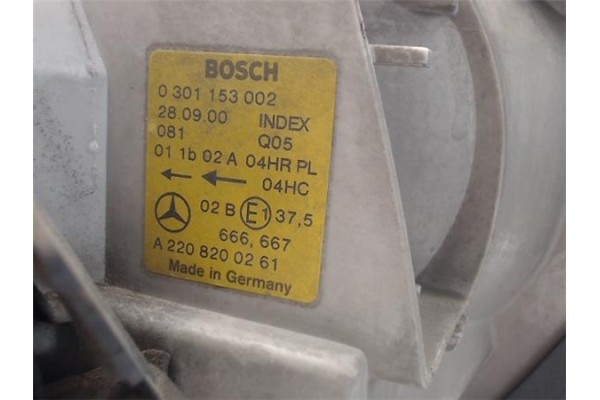 BOSCH
0 301 153 002
28.09.00 INDEX
081 Q05
01 1b 02 A 04HR PL
04HC
02 B E1 37,5
666, 667
A 220 820 02 61
Made in Germany